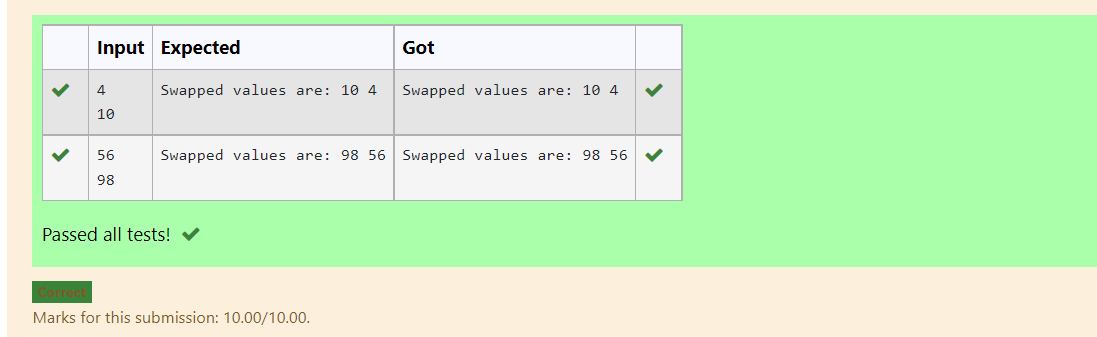 Input Expected Got
4 Swapped values are: 10 4 Swapped values are: 10 4
10
56 Swapped values are: 98 56 Swapped values are: 98 56
98
Passed all tests!
Correct
Marks for this submission: 10.00/10.00.